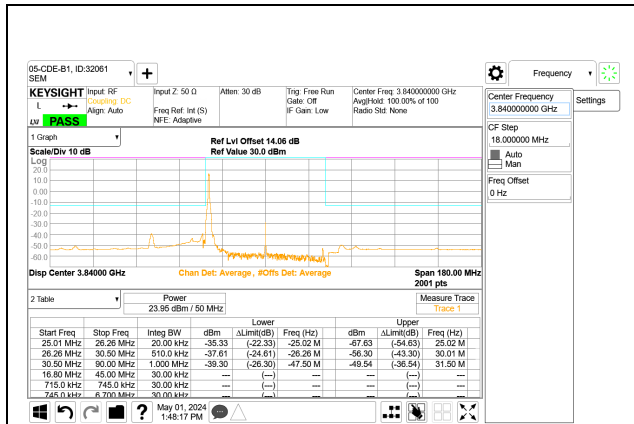 05-CDE-B1, ID:32061
SEM
Frequency
KEYSIGHT Input: RF Input Z: 50 Ω Atten: 30 dB Trig: Free Run Center Freq: 3.840000000 GHz
L Coupling: DC Gate: Off Avg|Hold: 100.00% of 100
Align: Auto Freq Ref: Int (S) IF Gain: Low Radio Std: None
LXI PASS NFE: Adaptive
Center Frequency
3.840000000 GHz
Settings
CF Step
18.000000 MHz
Auto
Man
Freq Offset
0 Hz
1 Graph
Ref Lvl Offset 14.06 dB
Scale/Div 10 dB Ref Value 30.0 dBm
Log
20.0
10.0
0.00
-10.0
-20.0
-30.0
-40.0
-50.0
-60.0
Disp Center 3.84000 GHz Chan Det: Average, #Offs Det: Average Span 180.00 MHz
2001 pts
2 Table Power Measure Trace
23.95 dBm / 50 MHz Trace 1
Lower Upper
Start Freq Stop Freq Integ BW dBm ΔLimit(dB) Freq (Hz) dBm ΔLimit(dB) Freq (Hz)
25.01 MHz 26.26 MHz 20.00 kHz -35.33 (-22.33) -25.02 M -67.63 (-54.63) 25.02 M
26.26 MHz 30.50 MHz 510.0 kHz -37.61 (-24.61) -26.26 M -56.30 (-43.30) 30.01 M
30.50 MHz 90.00 MHz 1.000 MHz -39.30 (-26.30) -47.50 M -49.54 (-36.54) 31.50 M
16.80 MHz 45.00 MHz 30.00 kHz --- (---) --- (---)
715.0 kHz 745.0 kHz 30.00 kHz --- (---) --- (---)
745.0 kHz 6.700 MHz 30.00 kHz --- (---) --- (---)
? May 01, 2024
1:48:17 PM